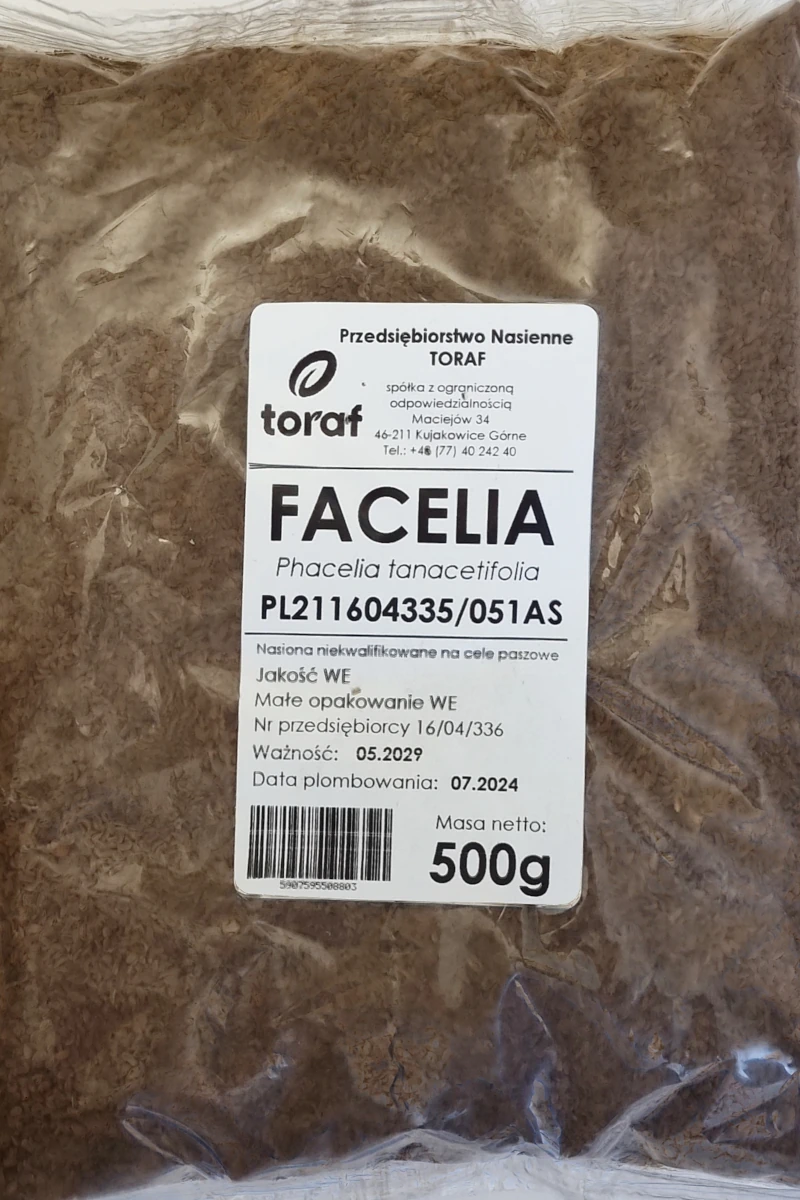 Przedsiębiorstwo Nasienne
TORAF
toraf
spółka z ograniczoną
odpowiedzialnością
Maciejów 34
46-211 Kujakowice Górne
Tel.: +48 (77) 40 242 40
FACELIA
Phacelia tanacetifolia
PL211604335/051AS
Nasiona niekwalifikowane na cele paszowe
Jakość WE
Małe opakowanie WE
Nr przedsiębiorcy 16/04/336
Ważność: 05.2029
Data plombowania: 07.2024
Masa netto:
500g
5907595508803